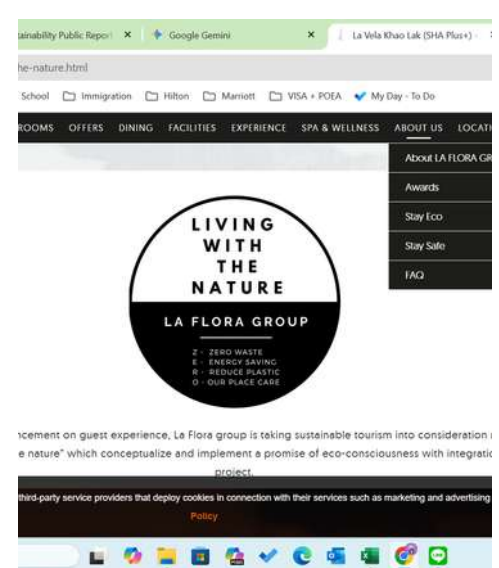 tainability Public Repor
Google Gemini
La Vela Khao Lak (SHA Plus+) -
he-nature.html
School Immigration Hilton Marriott VISA + POEA My Day - To Do
ROOMS OFFERS DINING FACILITIES EXPERIENCE SPA & WELLNESS ABOUT US LOCATI
About LA FLORA GR
Awards
Stay Eco
Stay Safe
FAQ
LIVING
WITH
THE
NATURE
LA FLORA GROUP
Z - ZERO WASTE
E - ENERGY SAVING
R - REDUCE PLASTIC
O - OUR PLACE CARE
ncement on guest experience, La Flora group is taking sustainable tourism into consideration
e nature" which conceptualize and implement a promise of eco-consciousness with integratio
project.
third-party service providers that deploy cookies in connection with their services such as marketing and advertising
Policy